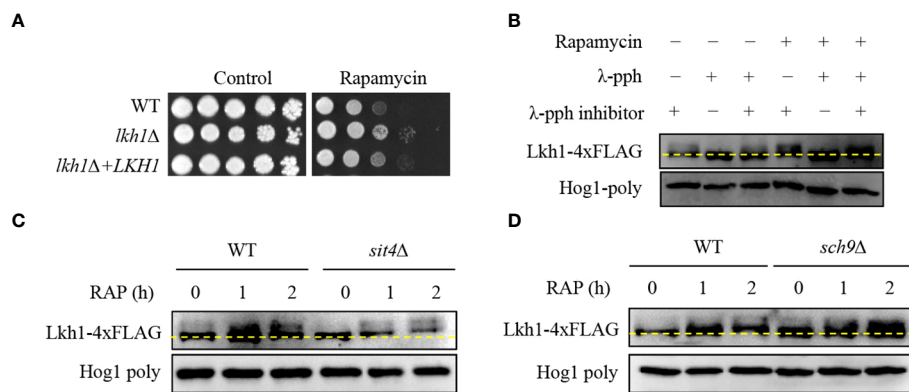 A
Control Rapamycin
WT
lkh1Δ
lkh1Δ+LKH1
B
Rapamycin − − − + + +
λ-pph − + + − + +
λ-pph inhibitor + − + + − +
Lkh1-4xFLAG
Hog1-poly
C
WT sit4Δ
RAP (h) 0 1 2 0 1 2
Lkh1-4xFLAG
Hog1 poly
D
WT sch9Δ
RAP (h) 0 1 2 0 1 2
Lkh1-4xFLAG
Hog1 poly